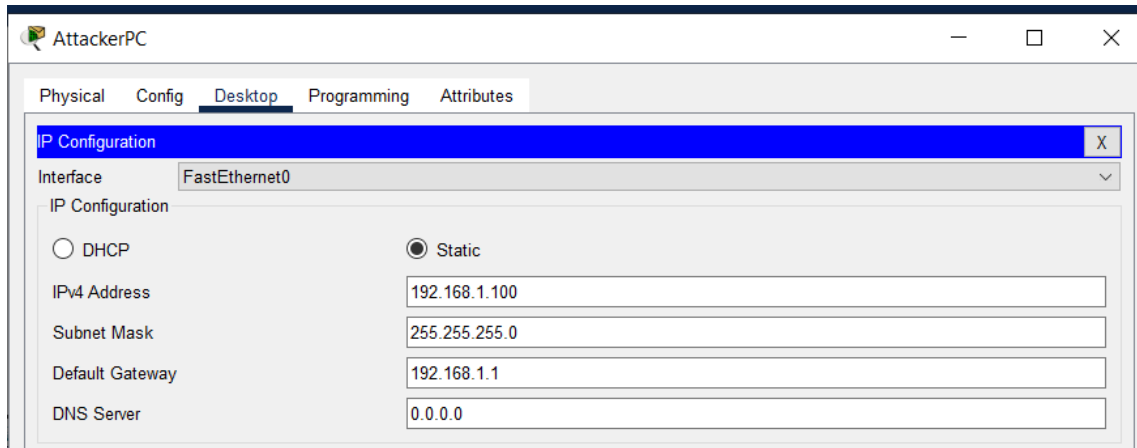 AttackerPC
Physical Config Desktop Programming Attributes
IP Configuration X
Interface FastEthernet0
IP Configuration
DHCP Static
IPv4 Address 192.168.1.100
Subnet Mask 255.255.255.0
Default Gateway 192.168.1.1
DNS Server 0.0.0.0